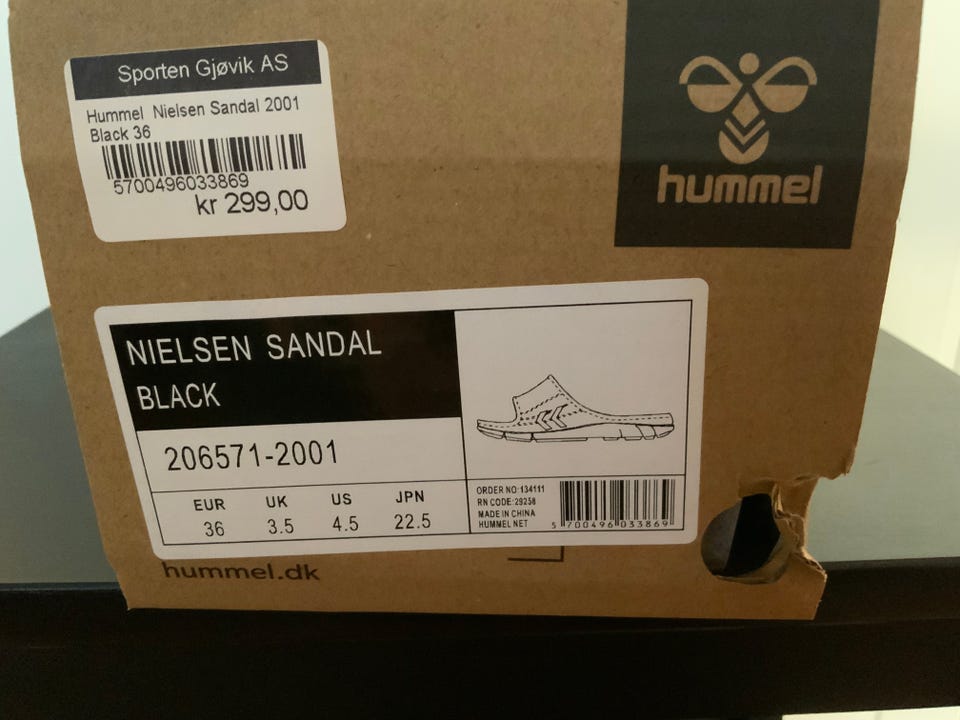 Sporten Gjøvik AS
Hummel Nielsen Sandal 2001
Black 36
5700496033869
kr 299,00
hummel
NIELSEN SANDAL
BLACK
206571-2001
EUR UK US JPN
36 3.5 4.5 22.5
ORDER NO:134111
RN CODE:29258
MADE IN CHINA
HUMMEL NET
5 700496 033869
hummel.dk